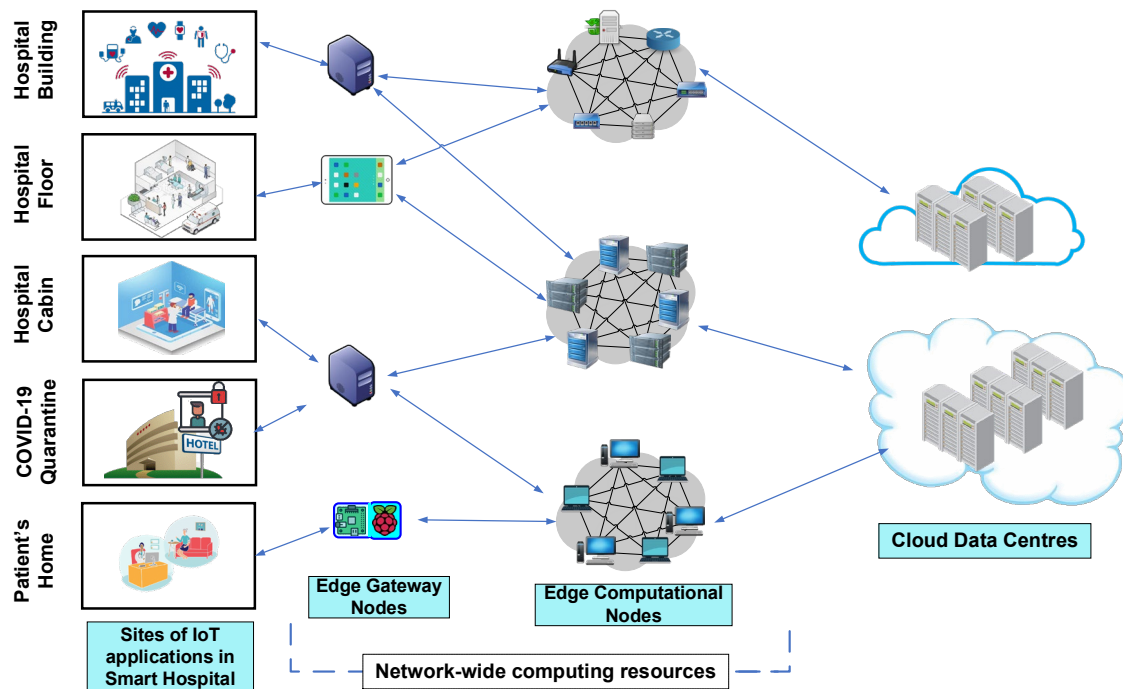 Hospital
Building
Hospital
Floor
Hospital
Cabin
COVID-19
Quarantine
HOTEL
Patient's
Home
Sites of IoT
applications in
Smart Hospital
Edge Gateway
Nodes
Edge Computational
Nodes
Cloud Data Centres
Network-wide computing resources